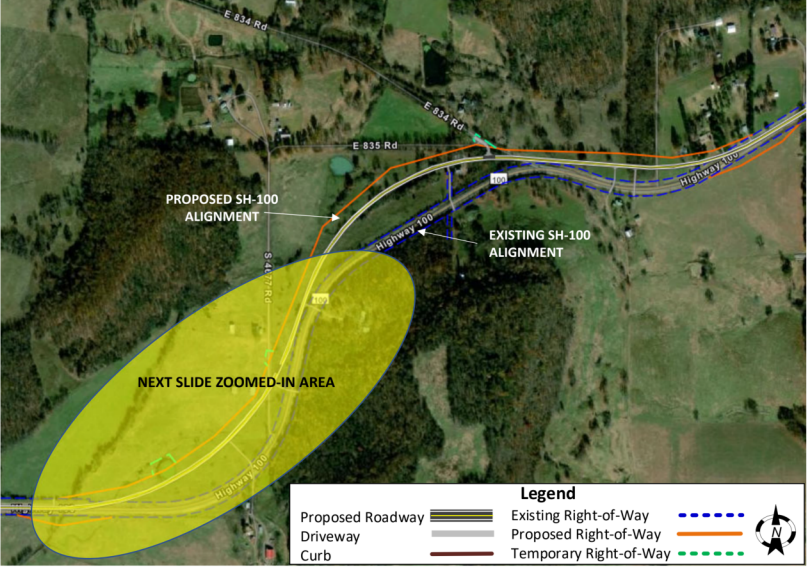 E 834 Rd
E 834 Rd
E 835 Rd
100
Highway 100
PROPOSED SH-100
ALIGNMENT
Highway 100
EXISTING SH-100
ALIGNMENT
S 4677 Rd
100
NEXT SLIDE ZOOMED-IN AREA
Highway 100
Legend
Proposed Roadway
Existing Right-of-Way
Driveway
Proposed Right-of-Way
Curb
Temporary Right-of-Way
N